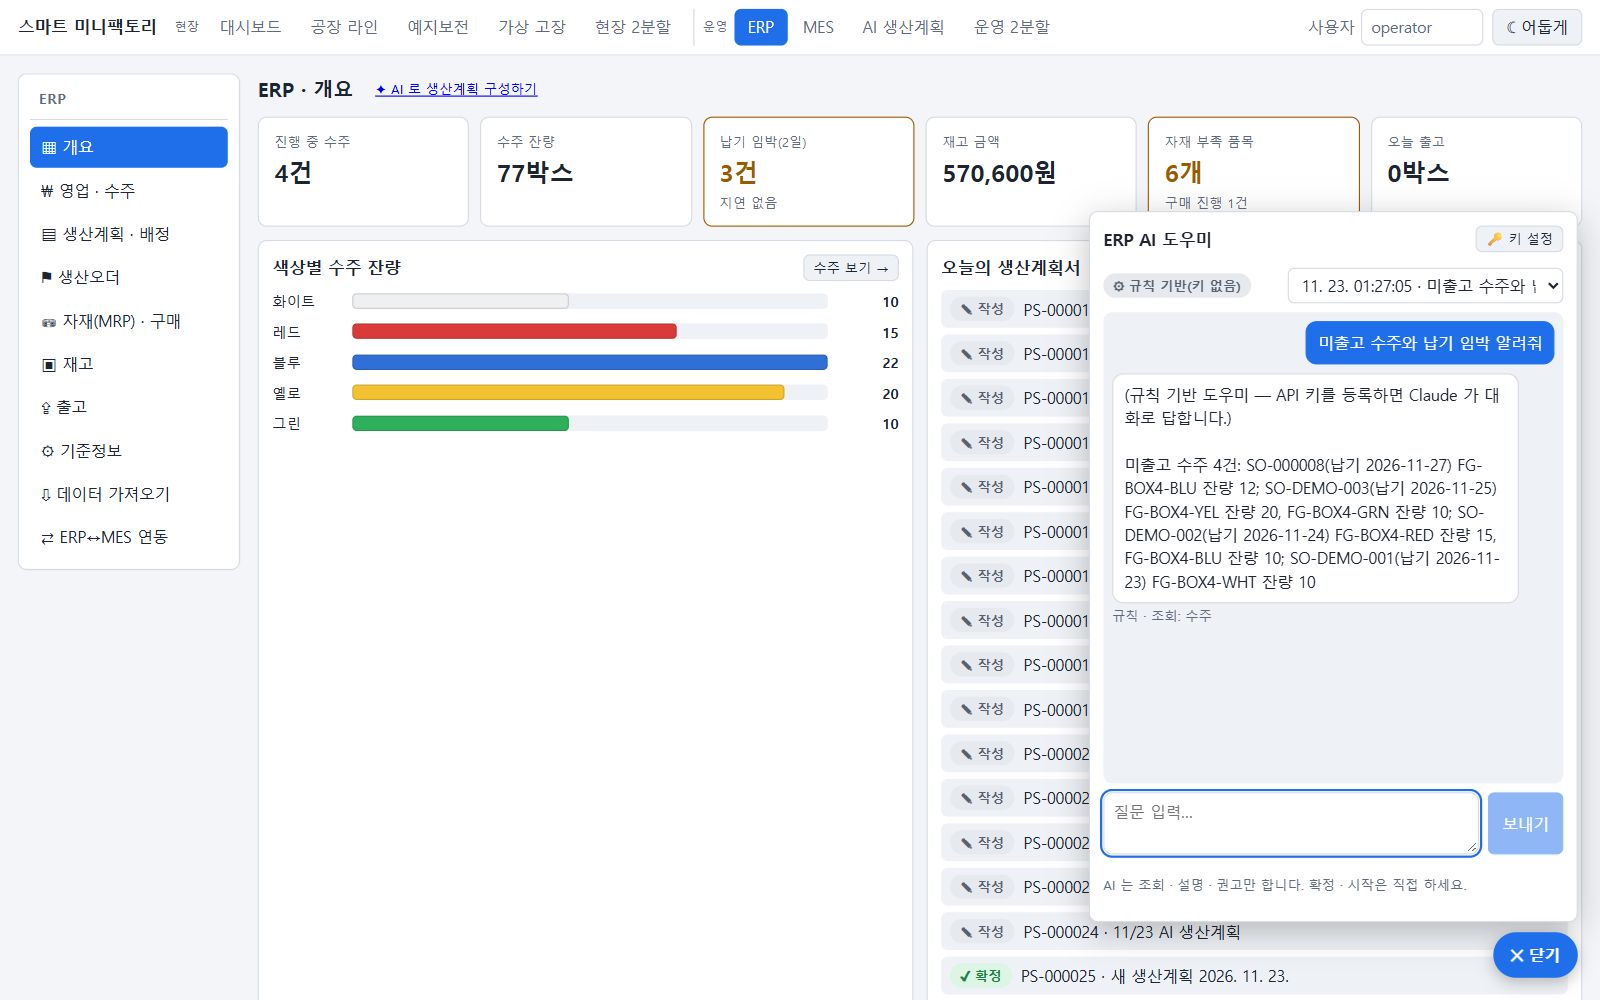 스마트 미니팩토리
현장
대시보드
공장 라인
예지보전
가상 고장
현장 2분할
운영
ERP
MES
AI 생산계획
운영 2분할
사용자
operator
☾ 어둡게
ERP
▦ 개요
₩ 영업 · 수주
▤ 생산계획 · 배정
⚑ 생산오더
자재(MRP) · 구매
▣ 재고
⇪ 출고
⚙ 기준정보
⇩ 데이터 가져오기
⇄ ERP↔MES 연동
ERP · 개요
✦ AI 로 생산계획 구성하기
진행 중 수주
4건
수주 잔량
77박스
납기 임박(2일)
3건
지연 없음
재고 금액
570,600원
자재 부족 품목
6개
구매 진행 1건
오늘 출고
0박스
색상별 수주 잔량
수주 보기 →
화이트 10
레드 15
블루 22
옐로 20
그린 10
오늘의 생산계획서
✎ 작성 PS-00001
✎ 작성 PS-00001
✎ 작성 PS-00001
✎ 작성 PS-00001
✎ 작성 PS-00001
✎ 작성 PS-00001
✎ 작성 PS-00001
✎ 작성 PS-00001
✎ 작성 PS-00001
✎ 작성 PS-00001
✎ 작성 PS-00002
✎ 작성 PS-00002
✎ 작성 PS-00002
✎ 작성 PS-00002
✎ 작성 PS-000024 · 11/23 AI 생산계획
✔ 확정 PS-000025 · 새 생산계획 2026. 11. 23.
ERP AI 도우미
🔑 키 설정
⚙ 규칙 기반(키 없음)
11. 23. 01:27:05 · 미출고 수주와
미출고 수주와 납기 임박 알려줘
(규칙 기반 도우미 — API 키를 등록하면 Claude 가 대
화로 답합니다.)
미출고 수주 4건: SO-000008(납기 2026-11-27) FG-
BOX4-BLU 잔량 12; SO-DEMO-003(납기 2026-11-25)
FG-BOX4-YEL 잔량 20, FG-BOX4-GRN 잔량 10; SO-
DEMO-002(납기 2026-11-24) FG-BOX4-RED 잔량 15,
FG-BOX4-BLU 잔량 10; SO-DEMO-001(납기 2026-11-
23) FG-BOX4-WHT 잔량 10
규칙 · 조회: 수주
질문 입력...
보내기
AI 는 조회 · 설명 · 권고만 합니다. 확정 · 시작은 직접 하세요.
✕ 닫기